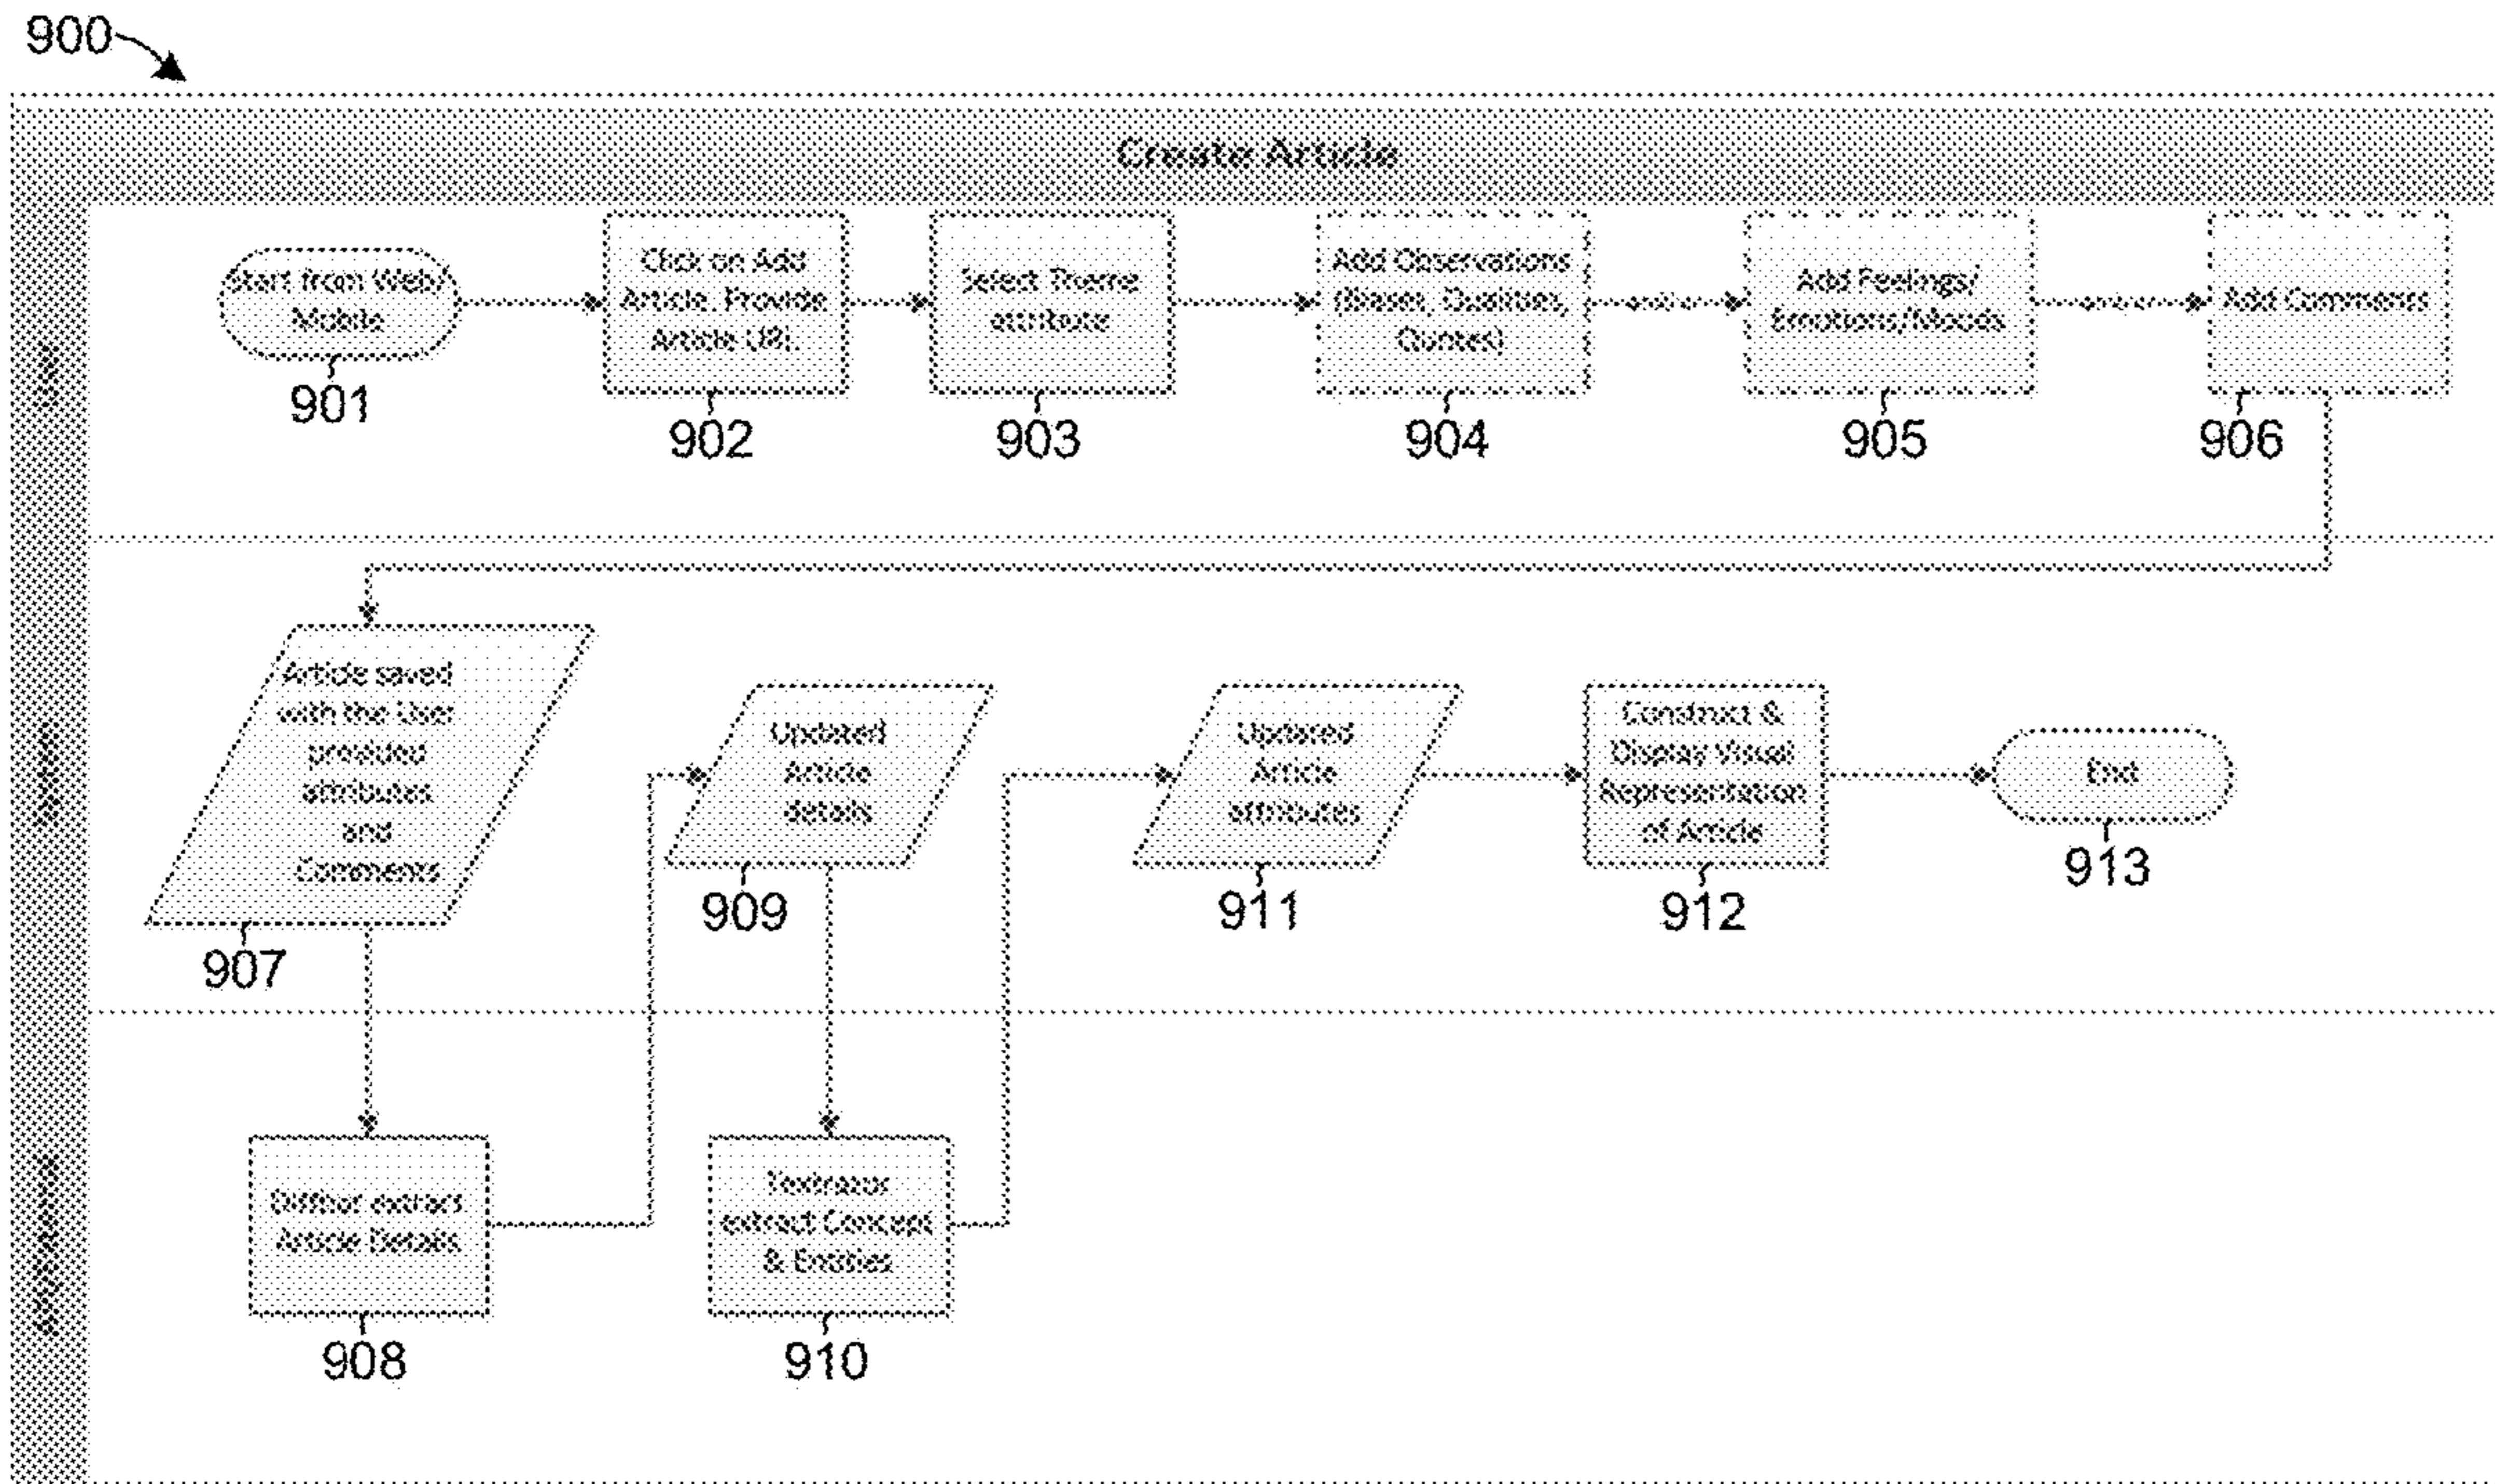 900
Create Article
Start from Web/
Mobile
901
Click on Add
Article. Provide
Article URL
902
Select Theme
attribute
903
Add Observations
(Biases, Qualities,
Quotes)
904
Add Feelings/
Emotions/Moods
905
Add Comments
906
Article saved
with the User
provided
attributes
and
Comments
907
Updated
Article
details
909
Updated
Article
attributes
911
Construct &
Display Visual
Representation
of Article
912
End
913
Diffbot extract
Article Details
908
Textrazor
extract Concept
& Entities
910